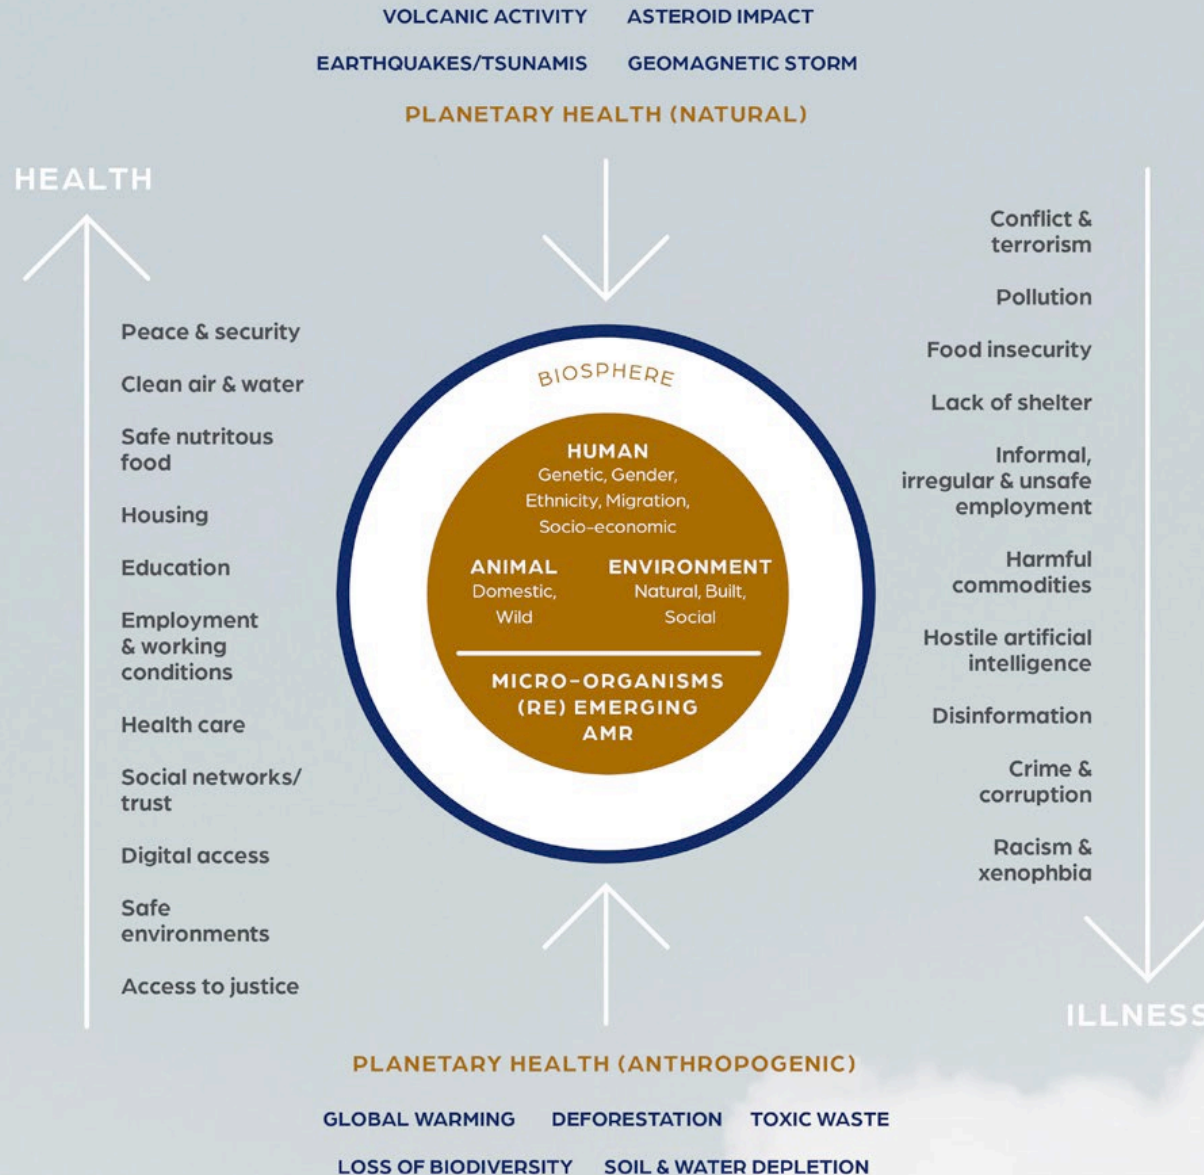 VOLCANIC ACTIVITY ASTEROID IMPACT
EARTHQUAKES/TSUNAMIS GEOMAGNETIC STORM
PLANETARY HEALTH (NATURAL)
HEALTH
Peace & security
Clean air & water
Safe nutritous
food
Housing
Education
Employment
& working
conditions
Health care
Social networks/
trust
Digital access
Safe
environments
Access to justice
BIOSPHERE
HUMAN
Genetic, Gender,
Ethnicity, Migration,
Socio-economic
ANIMAL
Domestic,
Wild
ENVIRONMENT
Natural, Built,
Social
MICRO-ORGANISMS
(RE) EMERGING
AMR
Conflict &
terrorism
Pollution
Food insecurity
Lack of shelter
Informal,
irregular & unsafe
employment
Harmful
commodities
Hostile artificial
intelligence
Disinformation
Crime &
corruption
Racism &
xenophbia
ILLNESS
PLANETARY HEALTH (ANTHROPOGENIC)
GLOBAL WARMING DEFORESTATION TOXIC WASTE
LOSS OF BIODIVERSITY SOIL & WATER DEPLETION